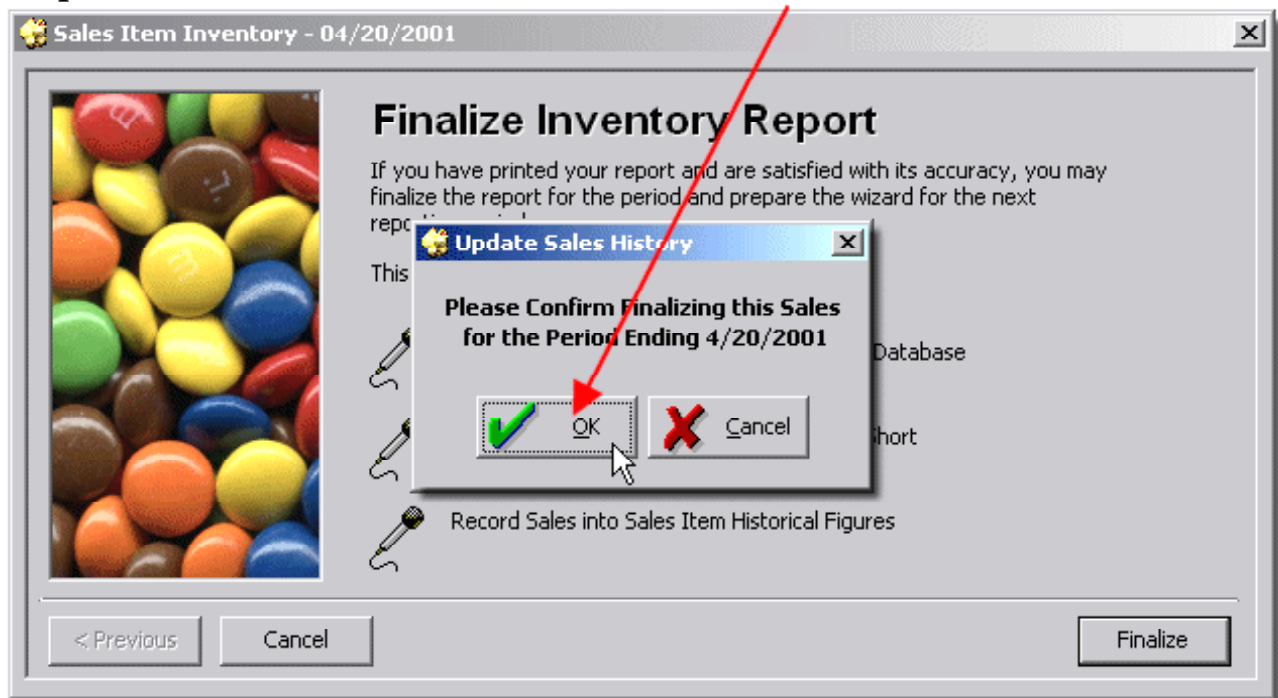 Sales Item Inventory - 04/20/2001
Finalize Inventory Report
If you have printed your report and are satisfied with its accuracy, you may
finalize the report for the period and prepare the wizard for the next
Update Sales History
This
Please Confirm Finalizing this Sales
for the Period Ending 4/20/2001
Database
OK
Cancel
Record Sales into Sales Item Historical Figures
< Previous
Cancel
Finalize